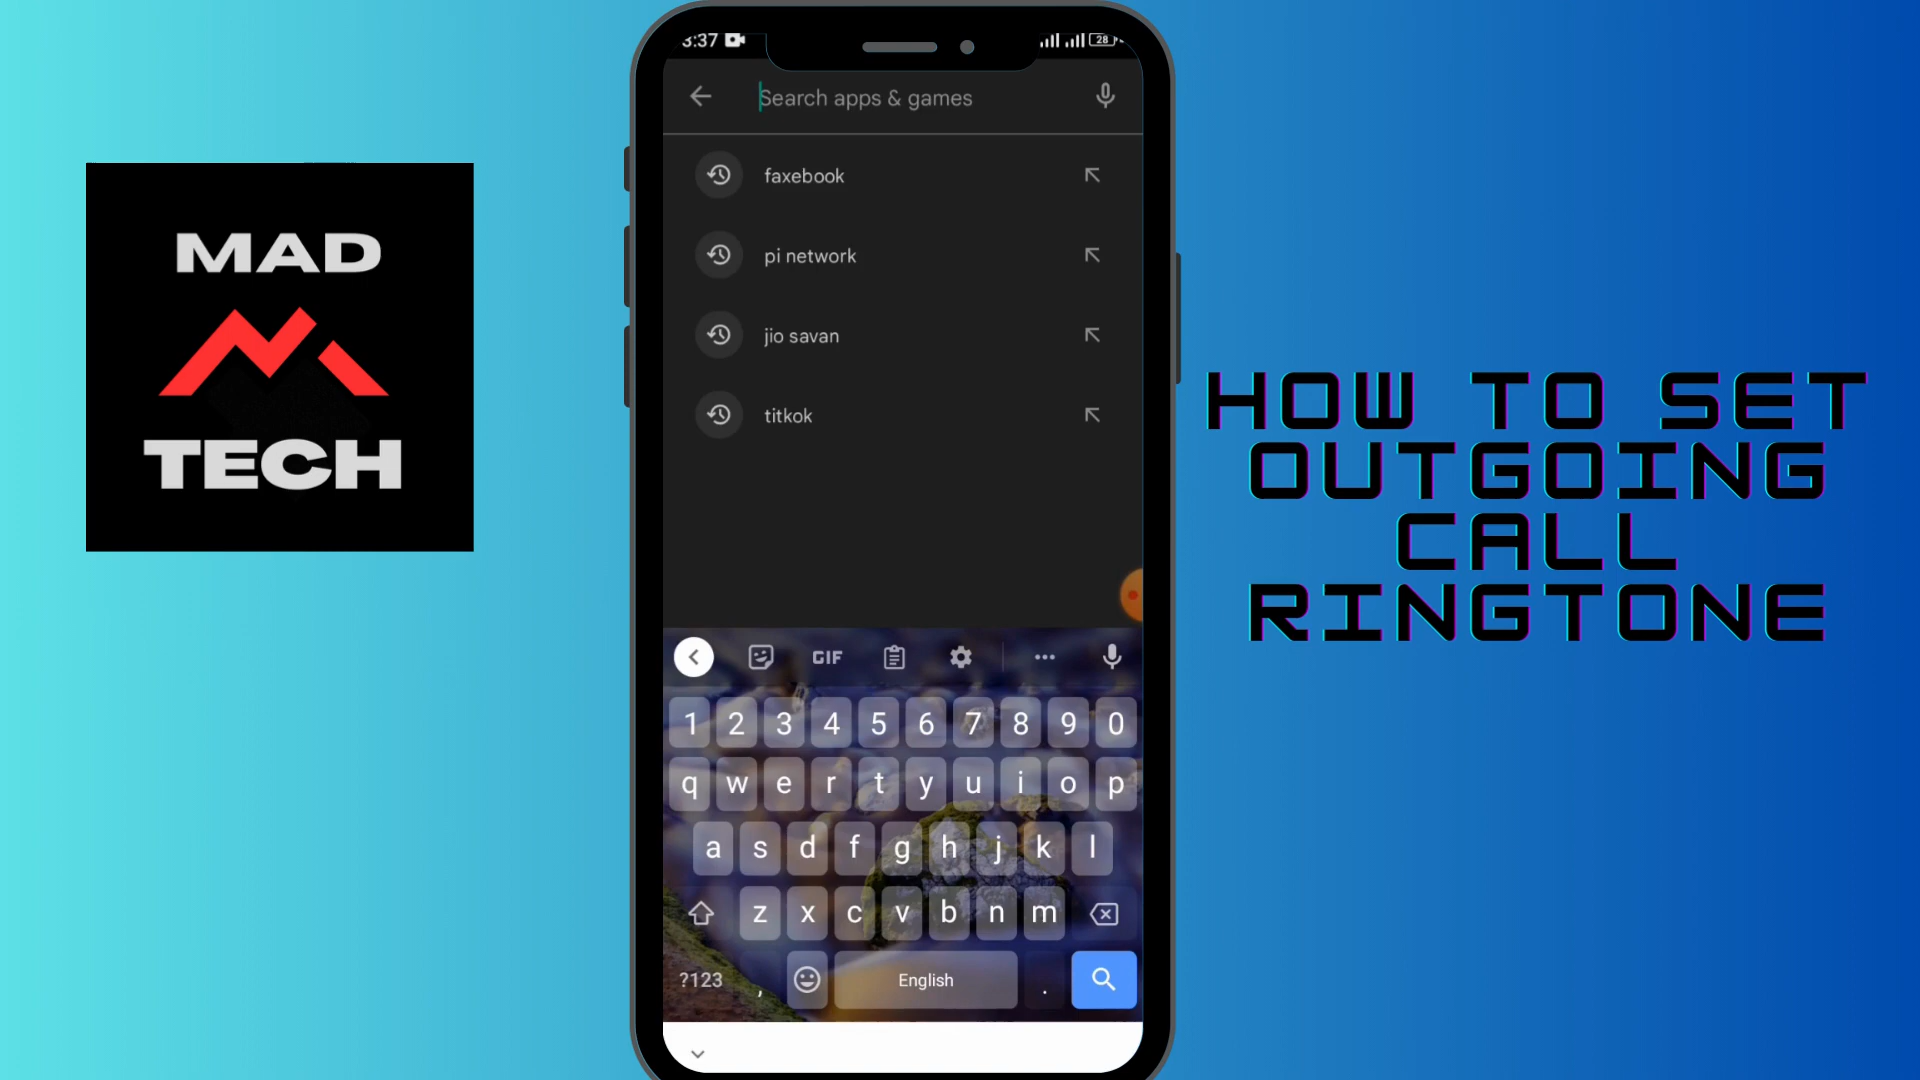 MAD
TECH
3:37
28
Search apps & games
faxebook
pi network
jio savan
titkok
GIF
1 2 3 4 5 6 7 8 9 0
q w e r t y u i o p
a s d f g h j k l
z x c v b n m
?123 , English .
HOW TO SET
OUTGOING
CALL
RINGTONE